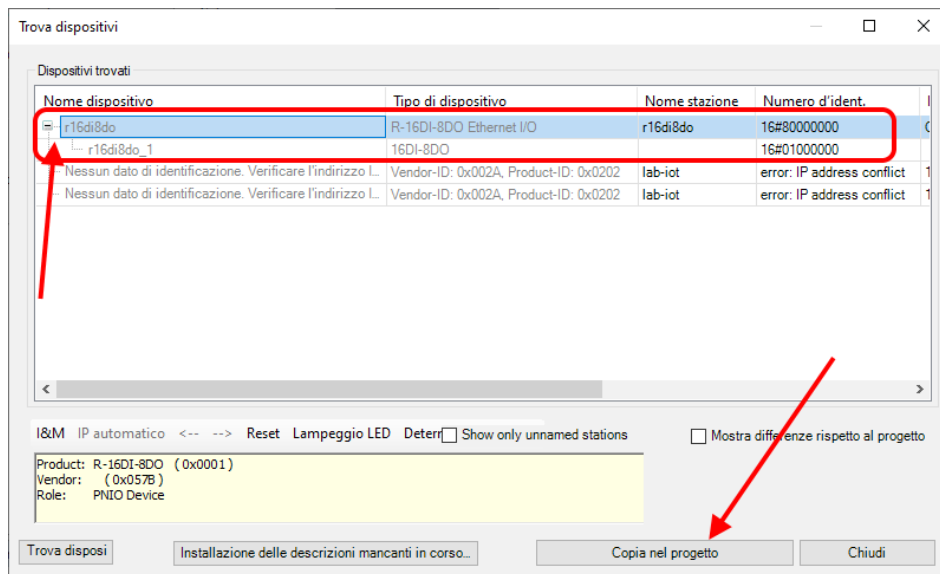 Trova dispositivi
Dispositivi trovati
Nome dispositivo Tipo di dispositivo Nome stazione Numero d'ident.
r16di8do R-16DI-8DO Ethernet I/O r16di8do 16#80000000
r16di8do_1 16DI-8DO 16#01000000
Nessun dato di identificazione. Verificare l'indirizzo I... Vendor-ID: 0x002A, Product-ID: 0x0202 lab-iot error: IP address conflict 1
Nessun dato di identificazione. Verificare l'indirizzo I... Vendor-ID: 0x002A, Product-ID: 0x0202 lab-iot error: IP address conflict 1
I&M IP automatico <-- --> Reset Lampeggio LED Deterr Show only unnamed stations Mostra differenze rispetto al progetto
Product: R-16DI-8DO (0x0001)
Vendor: (0x057B)
Role: PNIO Device
Trova disposi Installazione delle descrizioni mancanti in corso... Copia nel progetto Chiudi